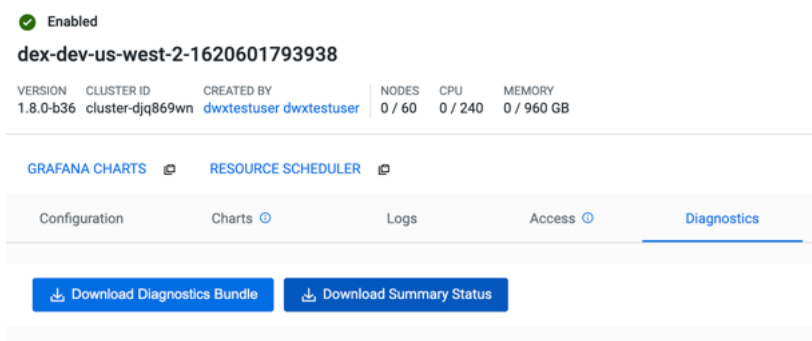 Enabled
dex-dev-us-west-2-1620601793938
VERSION CLUSTER ID CREATED BY NODES CPU MEMORY
1.8.0-b36 cluster-djq869wn dwxtestuser dwxtestuser 0 / 60 0 / 240 0 / 960 GB
GRAFANA CHARTS RESOURCE SCHEDULER
Configuration Charts Logs Access Diagnostics
Download Diagnostics Bundle Download Summary Status